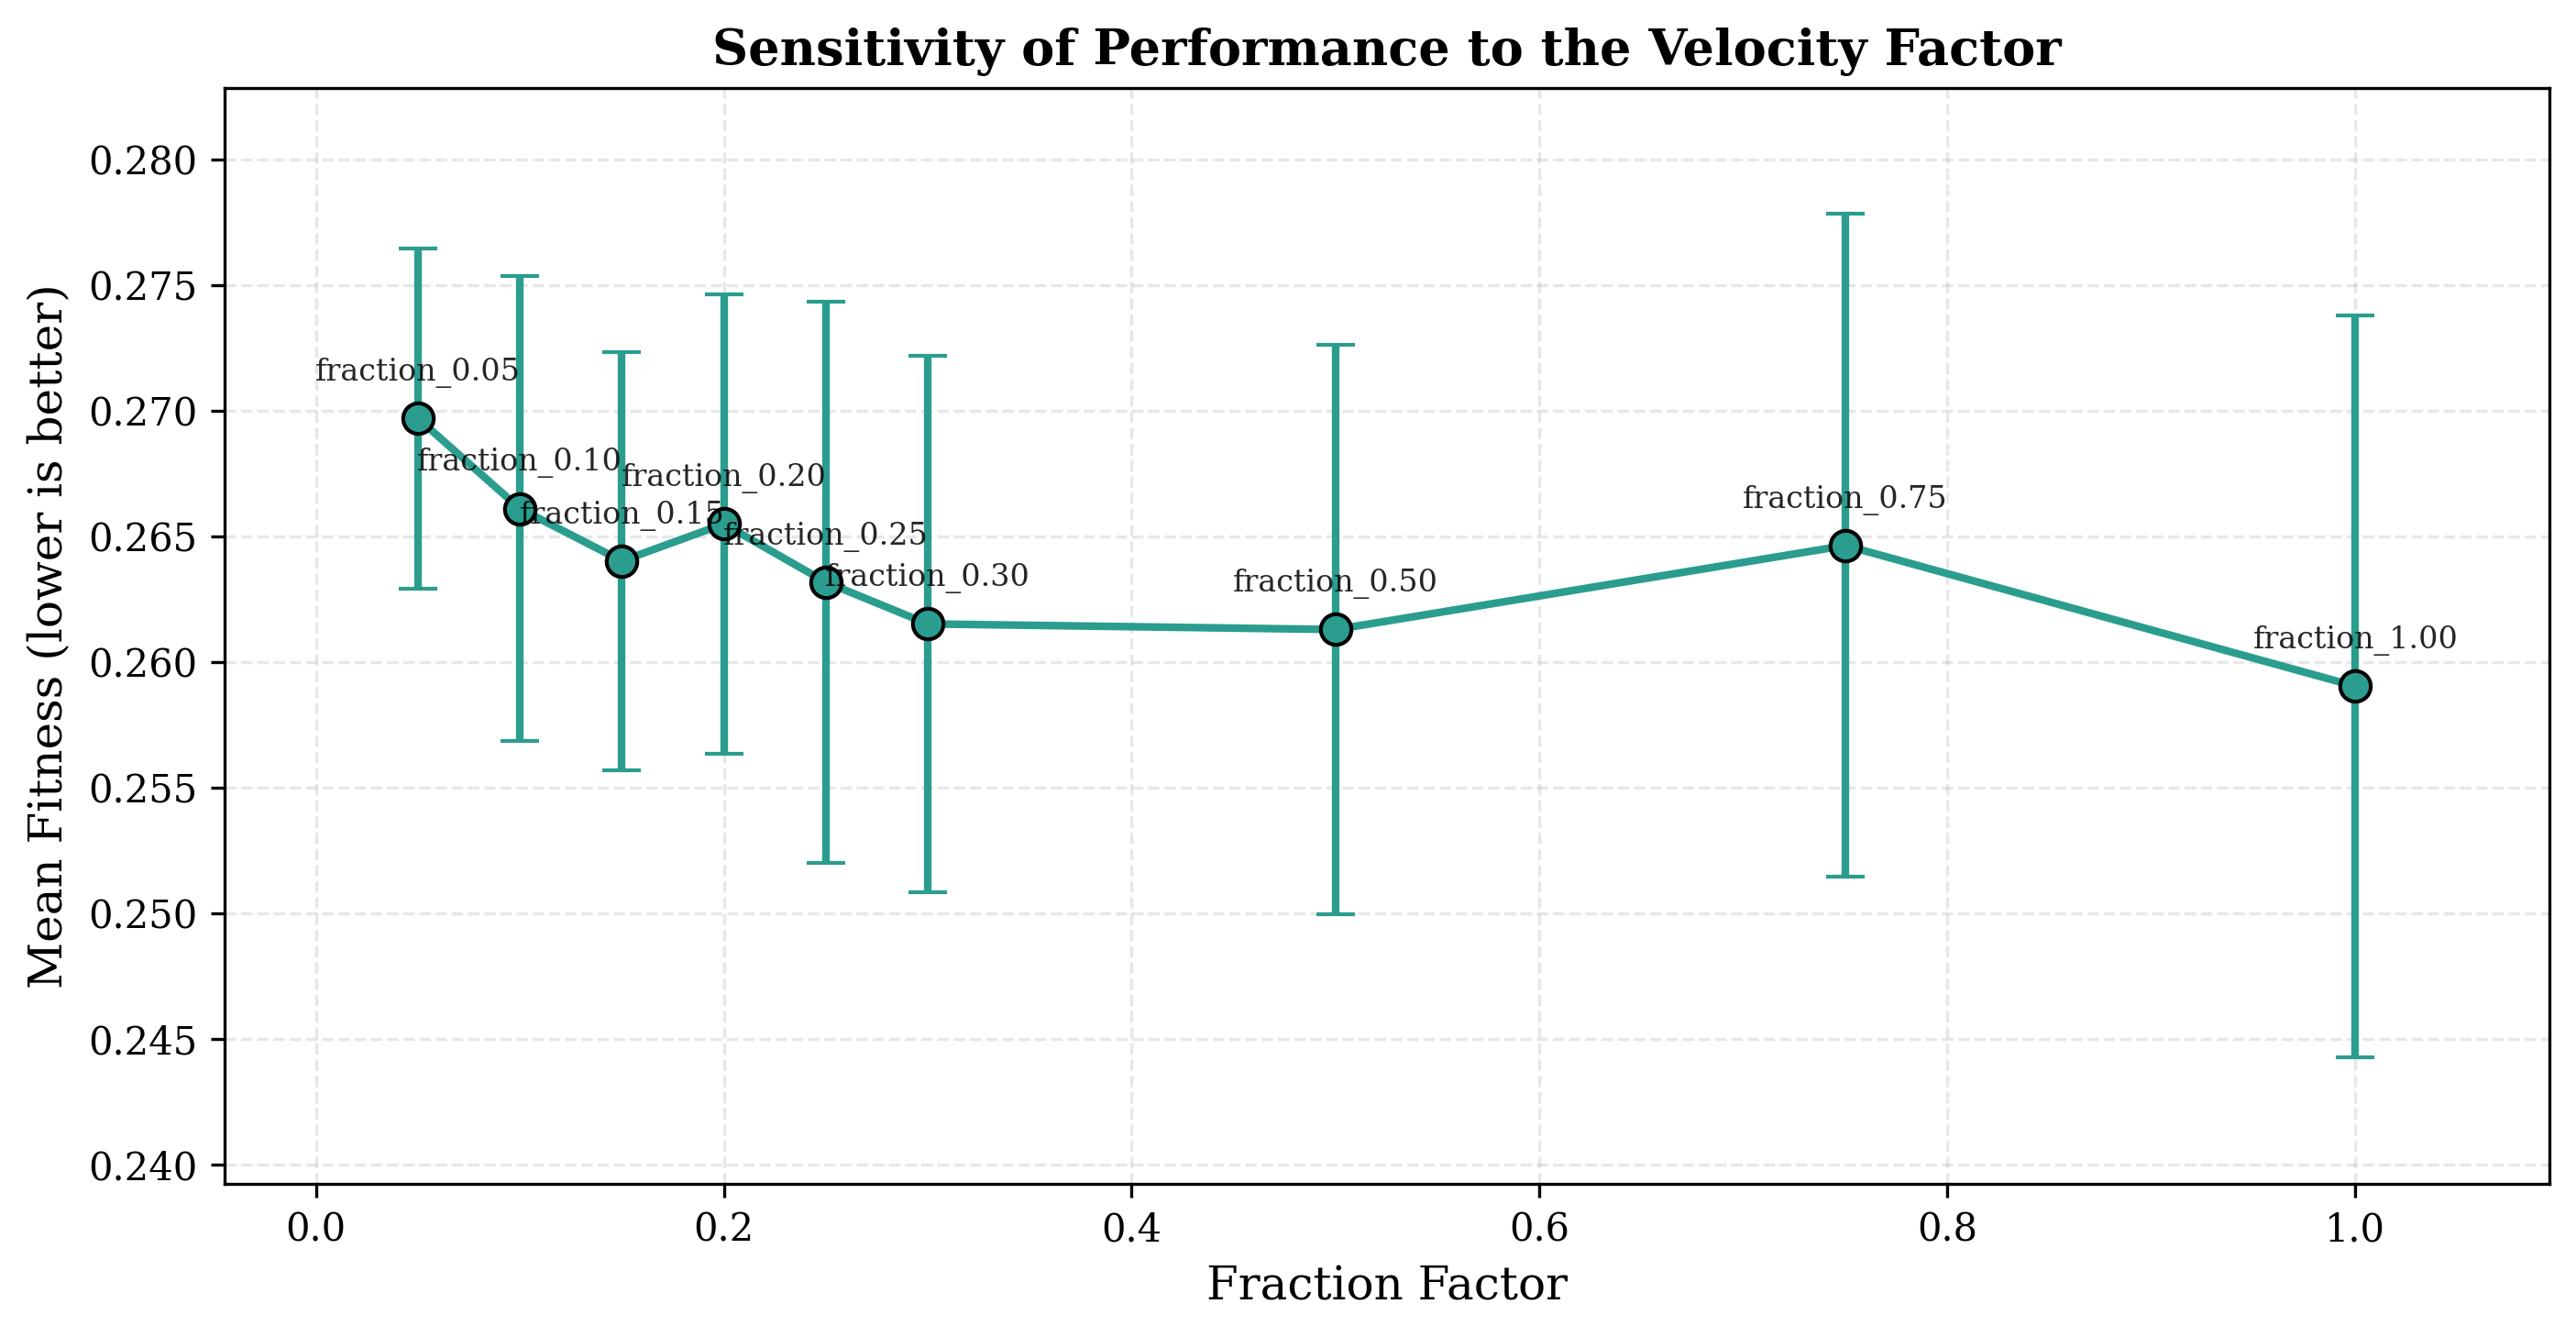 Sensitivity of Performance to the Velocity Factor
Mean Fitness (lower is better)
0.280
0.275
0.270
0.265
0.260
0.255
0.250
0.245
0.240
fraction_0.05
fraction_0.10
fraction_0.15
fraction_0.20
fraction_0.25
fraction_0.30
fraction_0.50
fraction_0.75
fraction_1.00
0.0
0.2
0.4
0.6
0.8
1.0
Fraction Factor